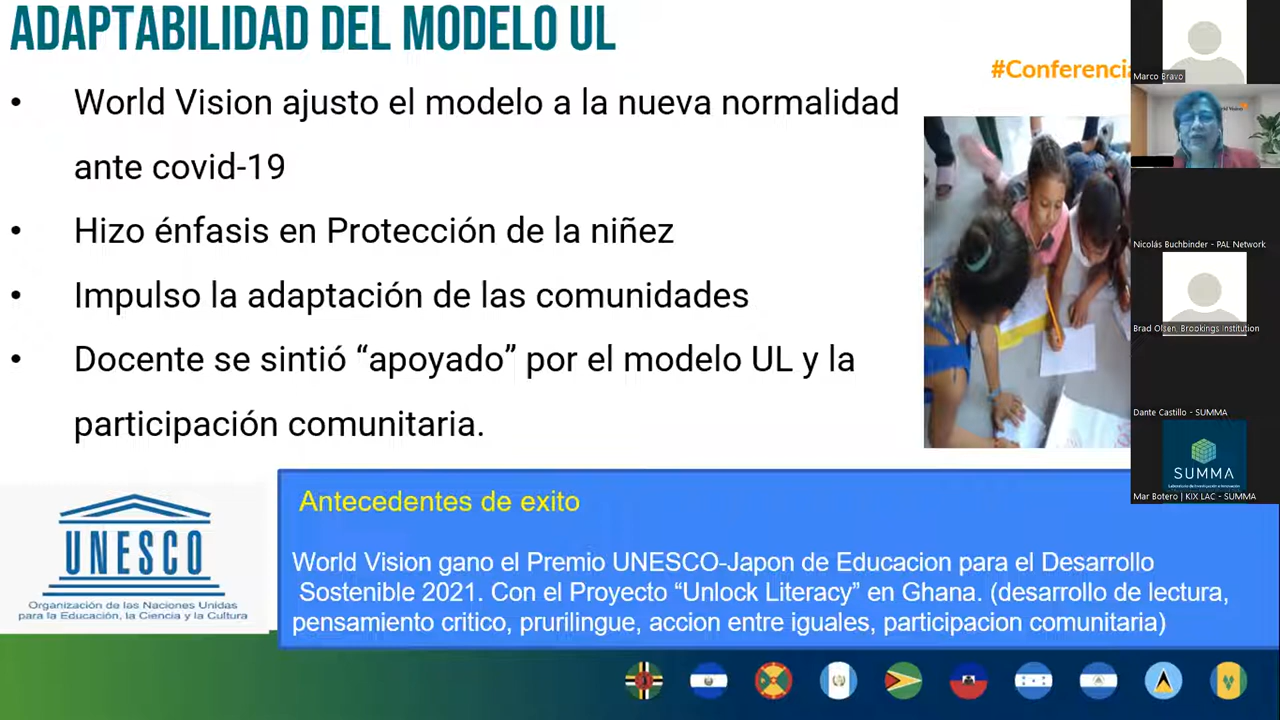 ADAPTABILIDAD DEL MODELO UL
#Conferencia
• World Vision ajusto el modelo a la nueva normalidad
ante covid-19
• Hizo énfasis en Protección de la niñez
• Impulso la adaptación de las comunidades
• Docente se sintió “apoyado” por el modelo UL y la
participación comunitaria.
UNESCO
Organización de las Naciones Unidas
para la Educación, la Ciencia y la Cultura
Antecedentes de exito
World Vision gano el Premio UNESCO-Japon de Educacion para el Desarrollo
Sostenible 2021. Con el Proyecto “Unlock Literacy” en Ghana. (desarrollo de lectura,
pensamiento critico, prurilingue, accion entre iguales, participacion comunitaria)
Marco Bravo
Nicolás Buchbinder - PAL Network
Brad Olsen, Brookings Institution
Dante Castillo - SUMMA
SUMMA
Mar Botero | KIX LAC - SUMMA